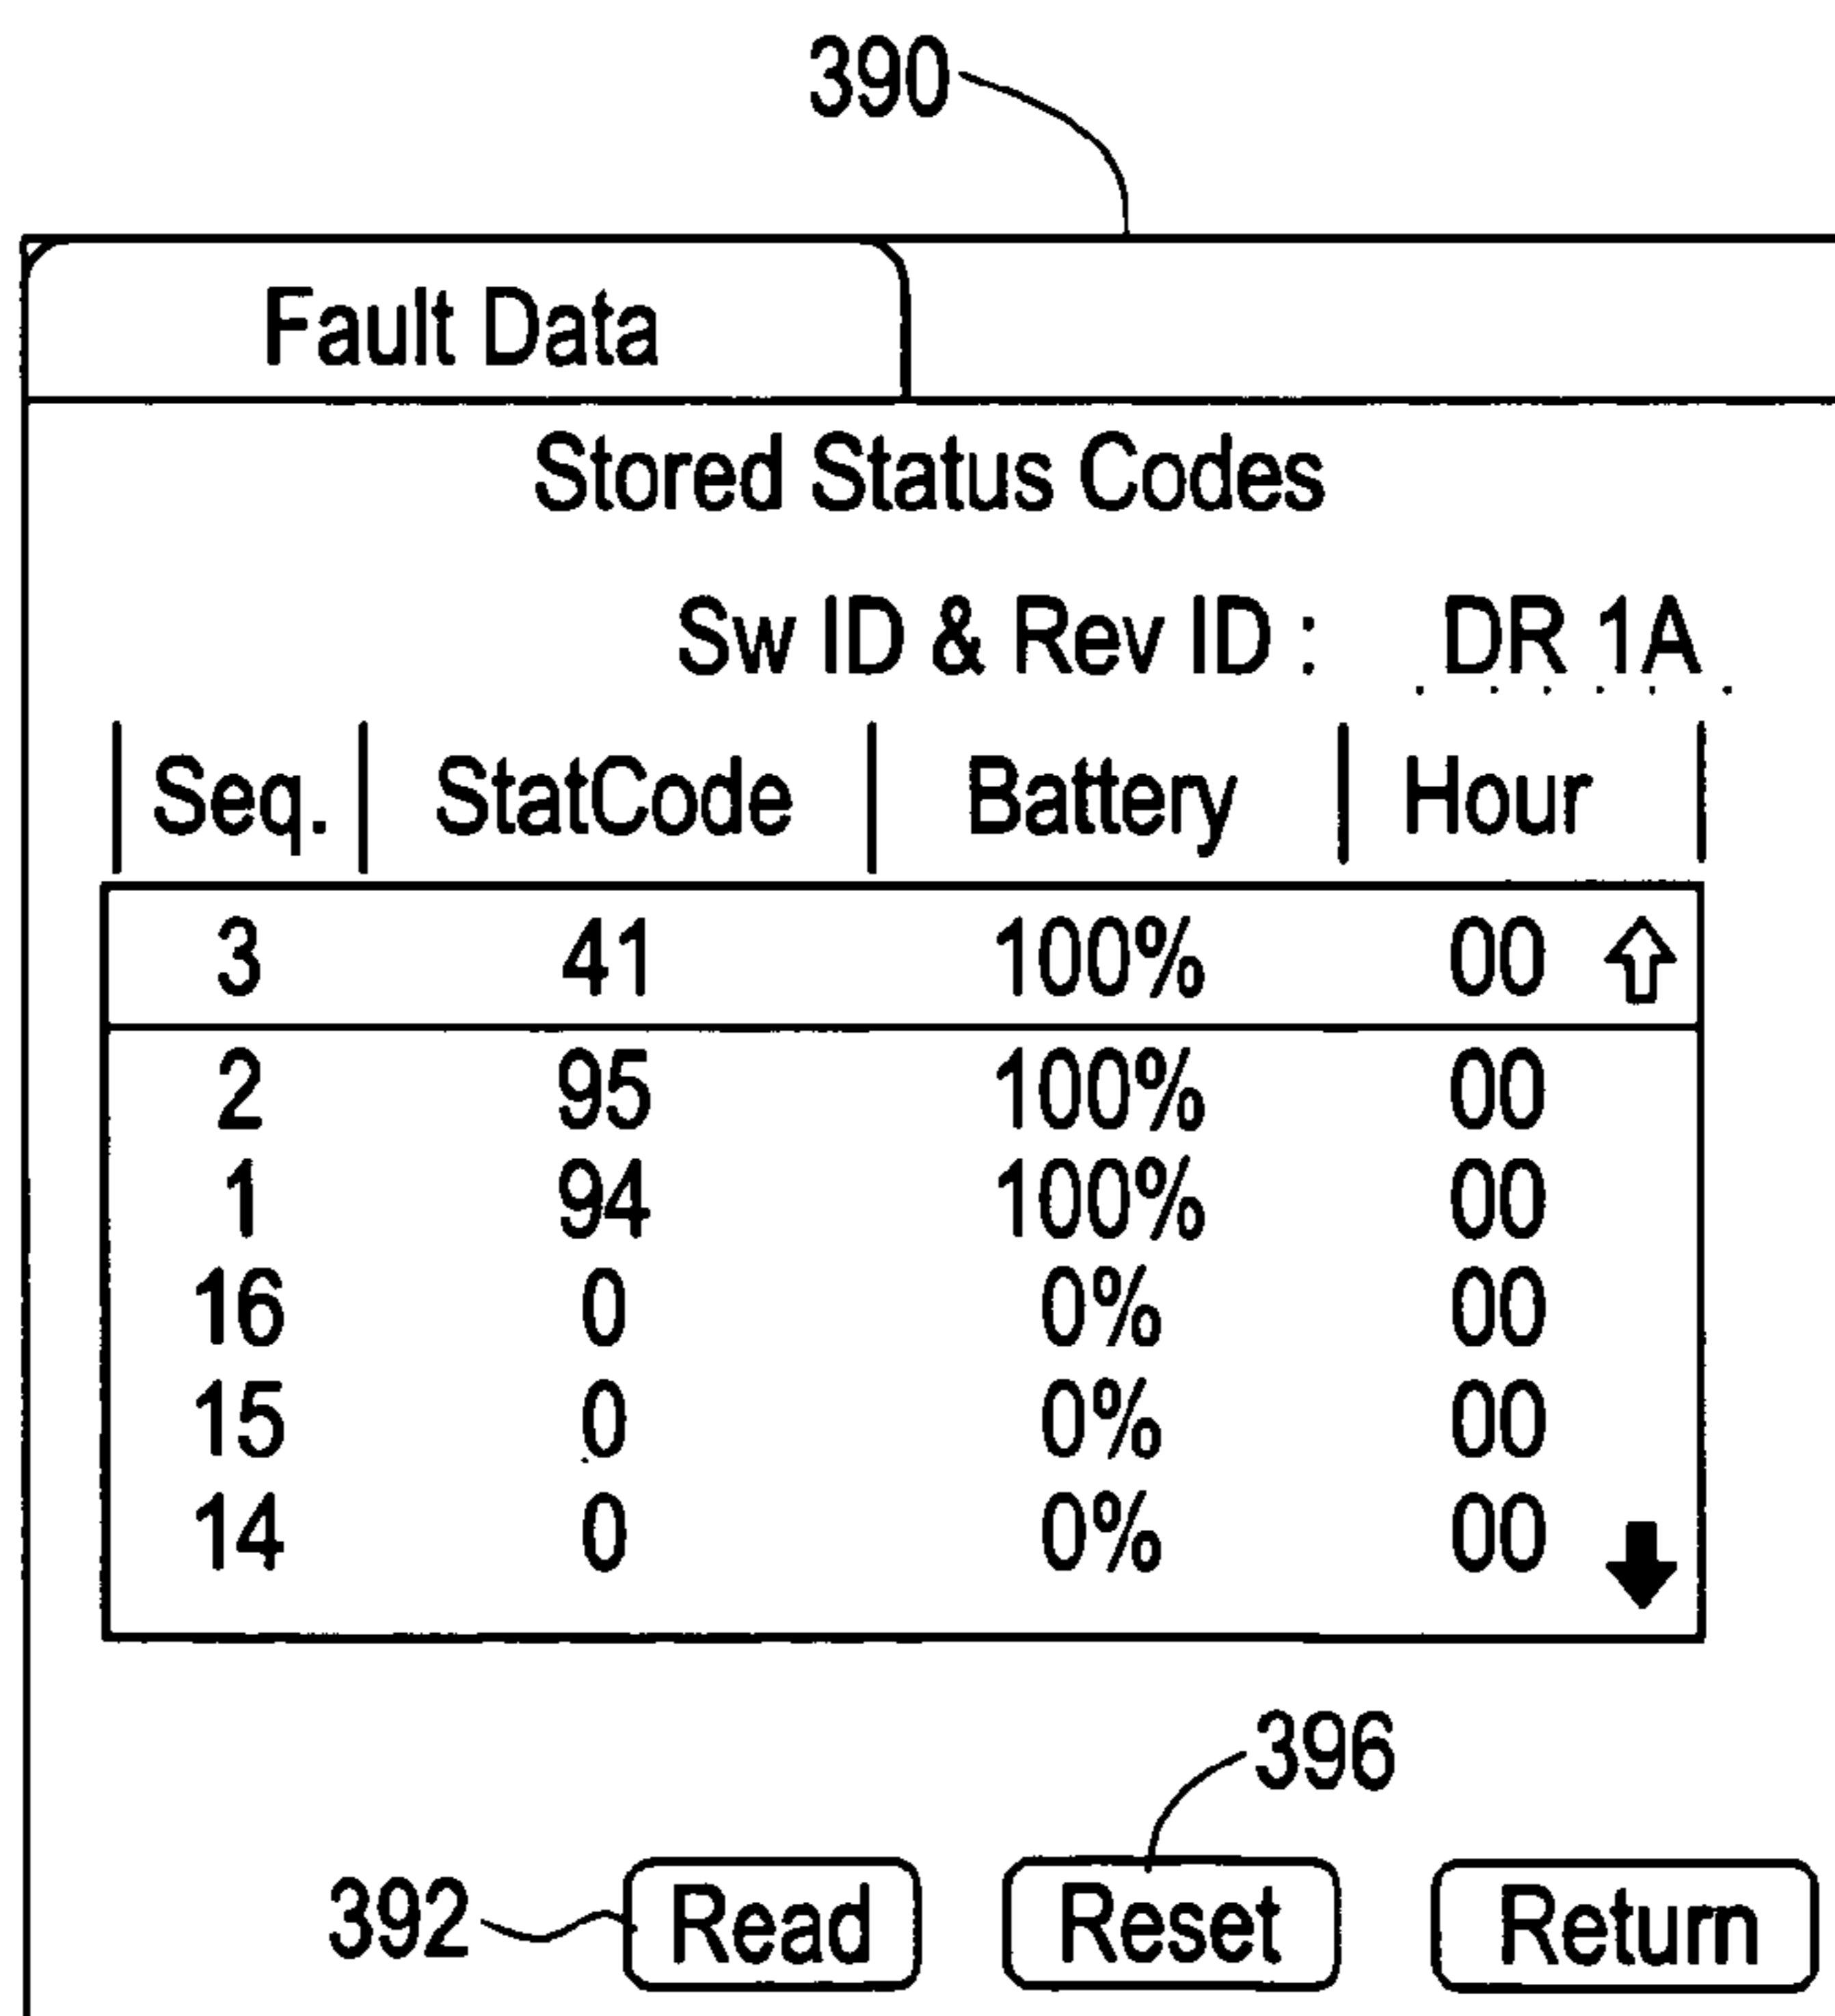 390
Fault Data
Stored Status Codes
Sw ID & Rev ID : DR 1A
Seq. StatCode Battery Hour
3 41 100% 00
2 95 100% 00
1 94 100% 00
16 0 0% 00
15 0 0% 00
14 0 0% 00
396
392 Read Reset Return